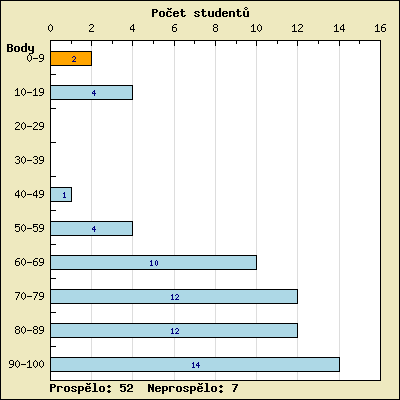 Počet studentů
0 2 4 6 8 10 12 14 16
Body
0-9 2
10-19 4
20-29
30-39
40-49 1
50-59 4
60-69 10
70-79 12
80-89 12
90-100 14
Prospělo: 52 Neprospělo: 7